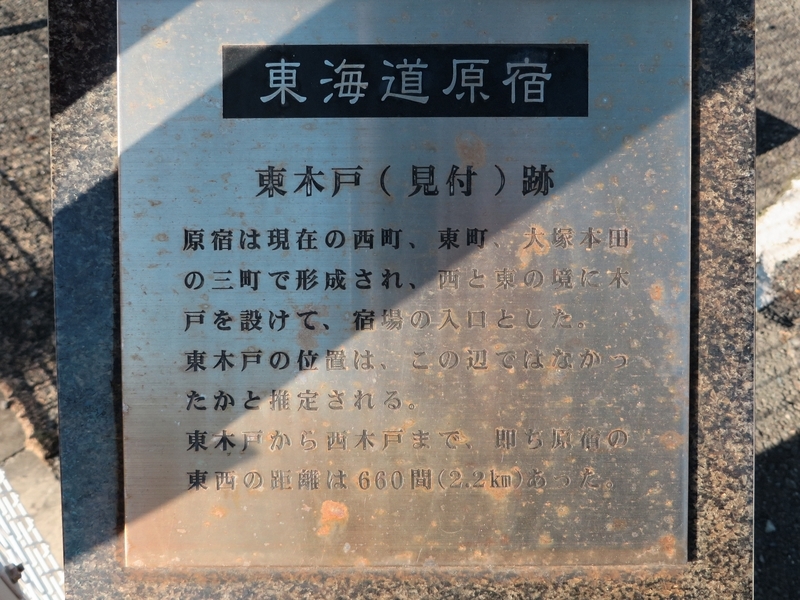 東海道原宿
東木戸（見付）跡
原宿は現在の西町、東町、大塚本田
の三町で形成され、西と東の境に木
戸を設けて、宿場の入口とした。
東木戸の位置は、この辺ではなかっ
たかと推定される。
東木戸から西木戸まで、即ち原宿の
東西の距離は660間(2.2㎞)あった。